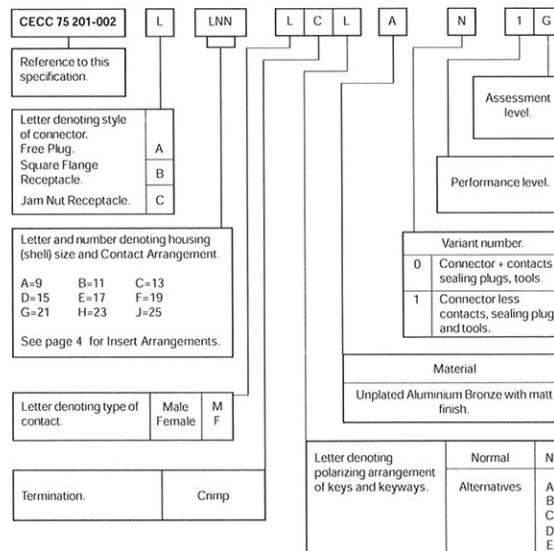 CECC 75 201-002 L LNN L C L A N 1 G
Reference to this
specification.
Assessment
level.
Letter denoting style
of connector.
Free Plug. A
Square Flange
Receptacle. B
Jam Nut Receptacle. C
Performance level.
Letter and number denoting housing
(shell) size and Contact Arrangement.
A=9 B=11 C=13
D=15 E=17 F=19
G=21 H=23 J=25
See page 4 for Insert Arrangements.
Variant number.
0 Connector + contacts
sealing plugs, tools.
1 Connector less
contacts, sealing plug
and tools.
Material
Unplated Aluminium Bronze with matt
finish.
Letter denoting type of
contact.
Male M
Female F
Termination. Crimp
Letter denoting
polarizing arrangement
of keys and keyways.
Normal N
Alternatives A
B
C
D
E